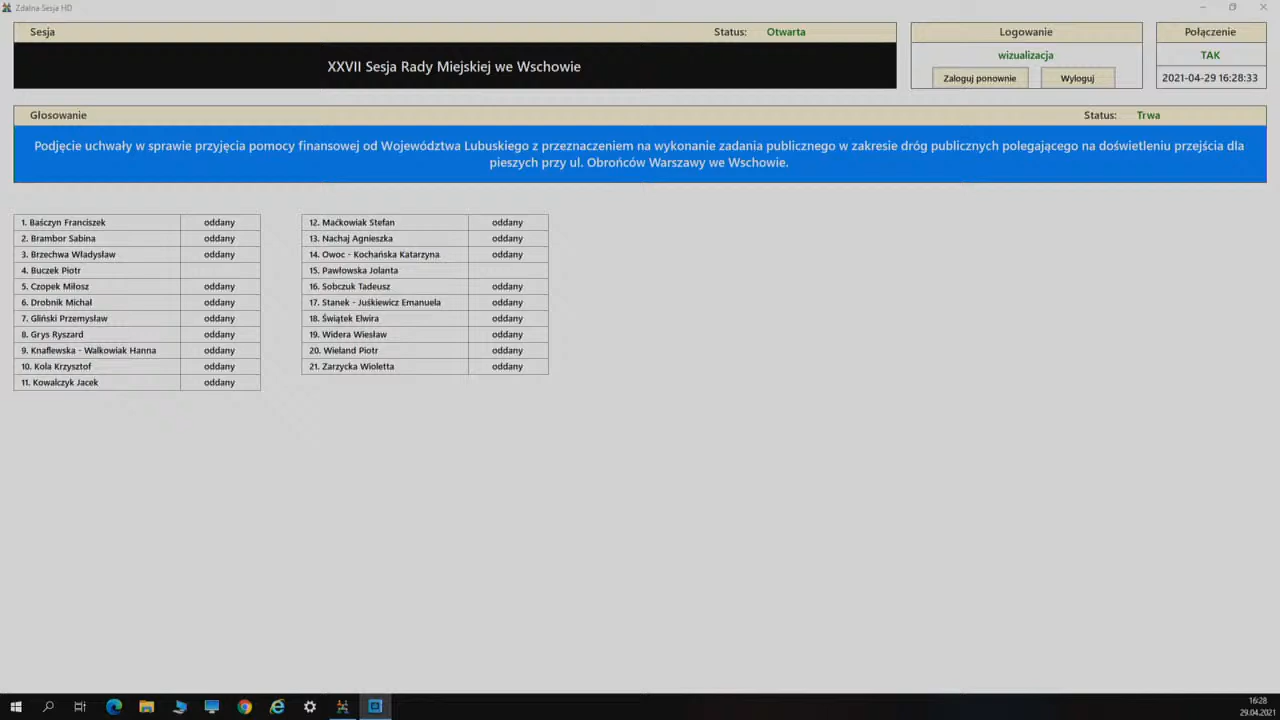 Zdalna Sesja HD
Sesja Status: Otwarta
XXVII Sesja Rady Miejskiej we Wschowie
Logowanie
wizualizacja
Zaloguj ponownie Wyloguj
Połączenie
TAK
2021-04-29 16:28:33
Głosowanie Status: Trwa
Podjęcie uchwały w sprawie przyjęcia pomocy finansowej od Województwa Lubuskiego z przeznaczeniem na wykonanie zadania publicznego w zakresie dróg publicznych polegającego na doświetleniu przejścia dla
pieszych przy ul. Obrońców Warszawy we Wschowie.
1. Baśczyn Franciszek oddany
2. Brambor Sabina oddany
3. Brzechwa Władysław oddany
4. Buczek Piotr
5. Czopek Miłosz oddany
6. Drobnik Michał oddany
7. Gliński Przemysław oddany
8. Grys Ryszard oddany
9. Knaflewska - Walkowiak Hanna oddany
10. Kola Krzysztof oddany
11. Kowalczyk Jacek oddany
12. Maćkowiak Stefan oddany
13. Nachaj Agnieszka oddany
14. Owoc - Kochańska Katarzyna oddany
15. Pawłowska Jolanta
16. Sobczuk Tadeusz oddany
17. Stanek - Juśkiewicz Emanuela oddany
18. Świątek Elwira oddany
19. Widera Wiesław oddany
20. Wieland Piotr oddany
21. Zarzycka Wioletta oddany
16:28
29.04.2021